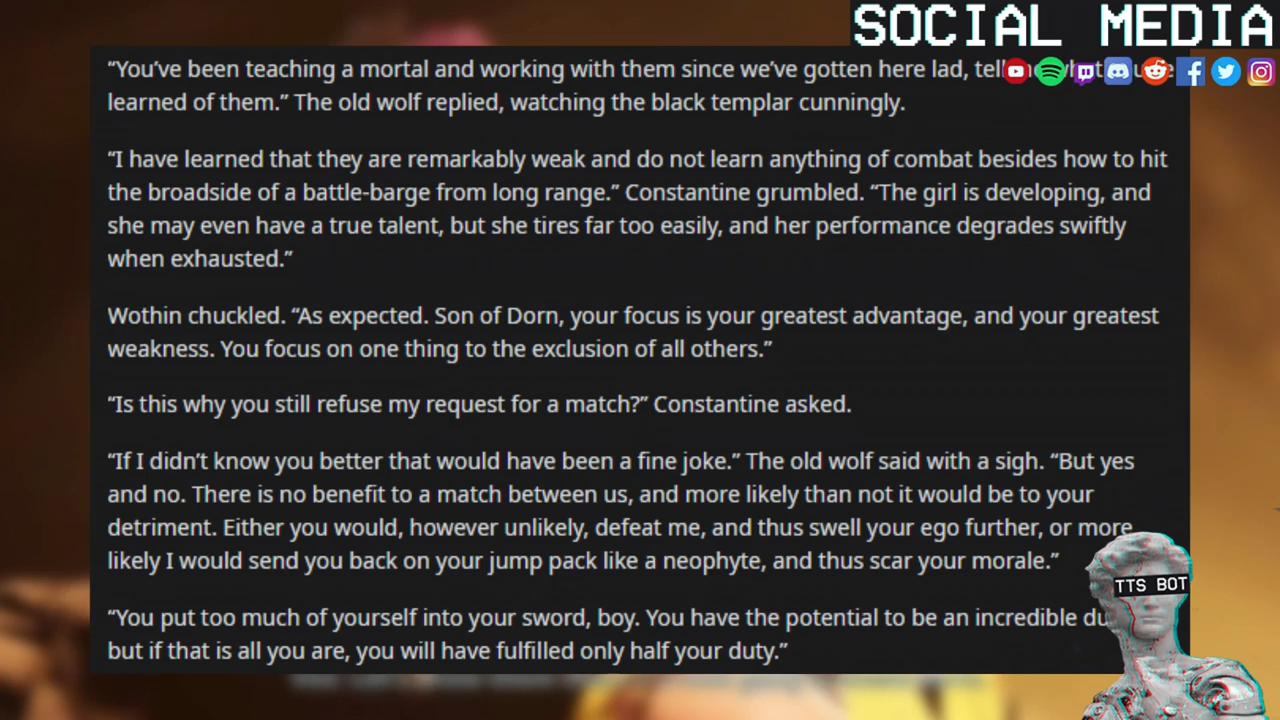 SOCIAL MEDIA
“You’ve been teaching a mortal and working with them since we’ve gotten here lad, tell
learned of them.” The old wolf replied, watching the black templar cunningly.
“I have learned that they are remarkably weak and do not learn anything of combat besides how to hit
the broadside of a battle-barge from long range.” Constantine grumbled. “The girl is developing, and
she may even have a true talent, but she tires far too easily, and her performance degrades swiftly
when exhausted.”
Wothin chuckled. “As expected. Son of Dorn, your focus is your greatest advantage, and your greatest
weakness. You focus on one thing to the exclusion of all others.”
“Is this why you still refuse my request for a match?” Constantine asked.
“If I didn’t know you better that would have been a fine joke.” The old wolf said with a sigh. “But yes
and no. There is no benefit to a match between us, and more likely than not it would be to your
detriment. Either you would, however unlikely, defeat me, and thus swell your ego further, or more
likely I would send you back on your jump pack like a neophyte, and thus scar your morale.”
TTS BOT
“You put too much of yourself into your sword, boy. You have the potential to be an incredible
but if that is all you are, you will have fulfilled only half your duty.”